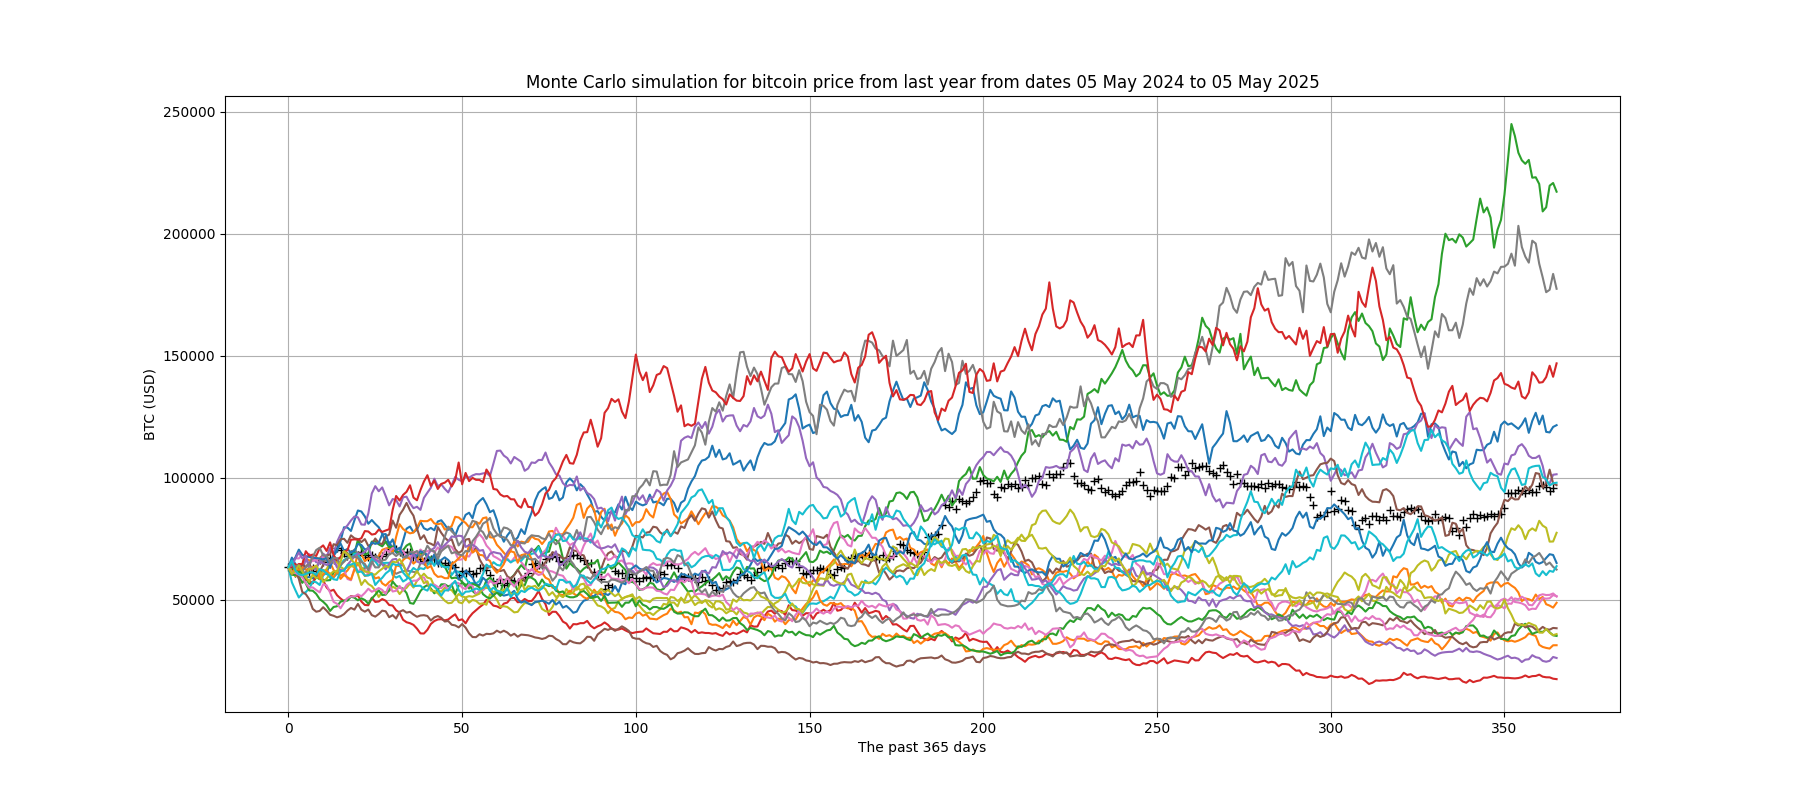 Monte Carlo simulation for bitcoin price from last year from dates 05 May 2024 to 05 May 2025
250000
200000
150000
100000
50000
BTC (USD)
0 50 100 150 200 250 300 350
The past 365 days